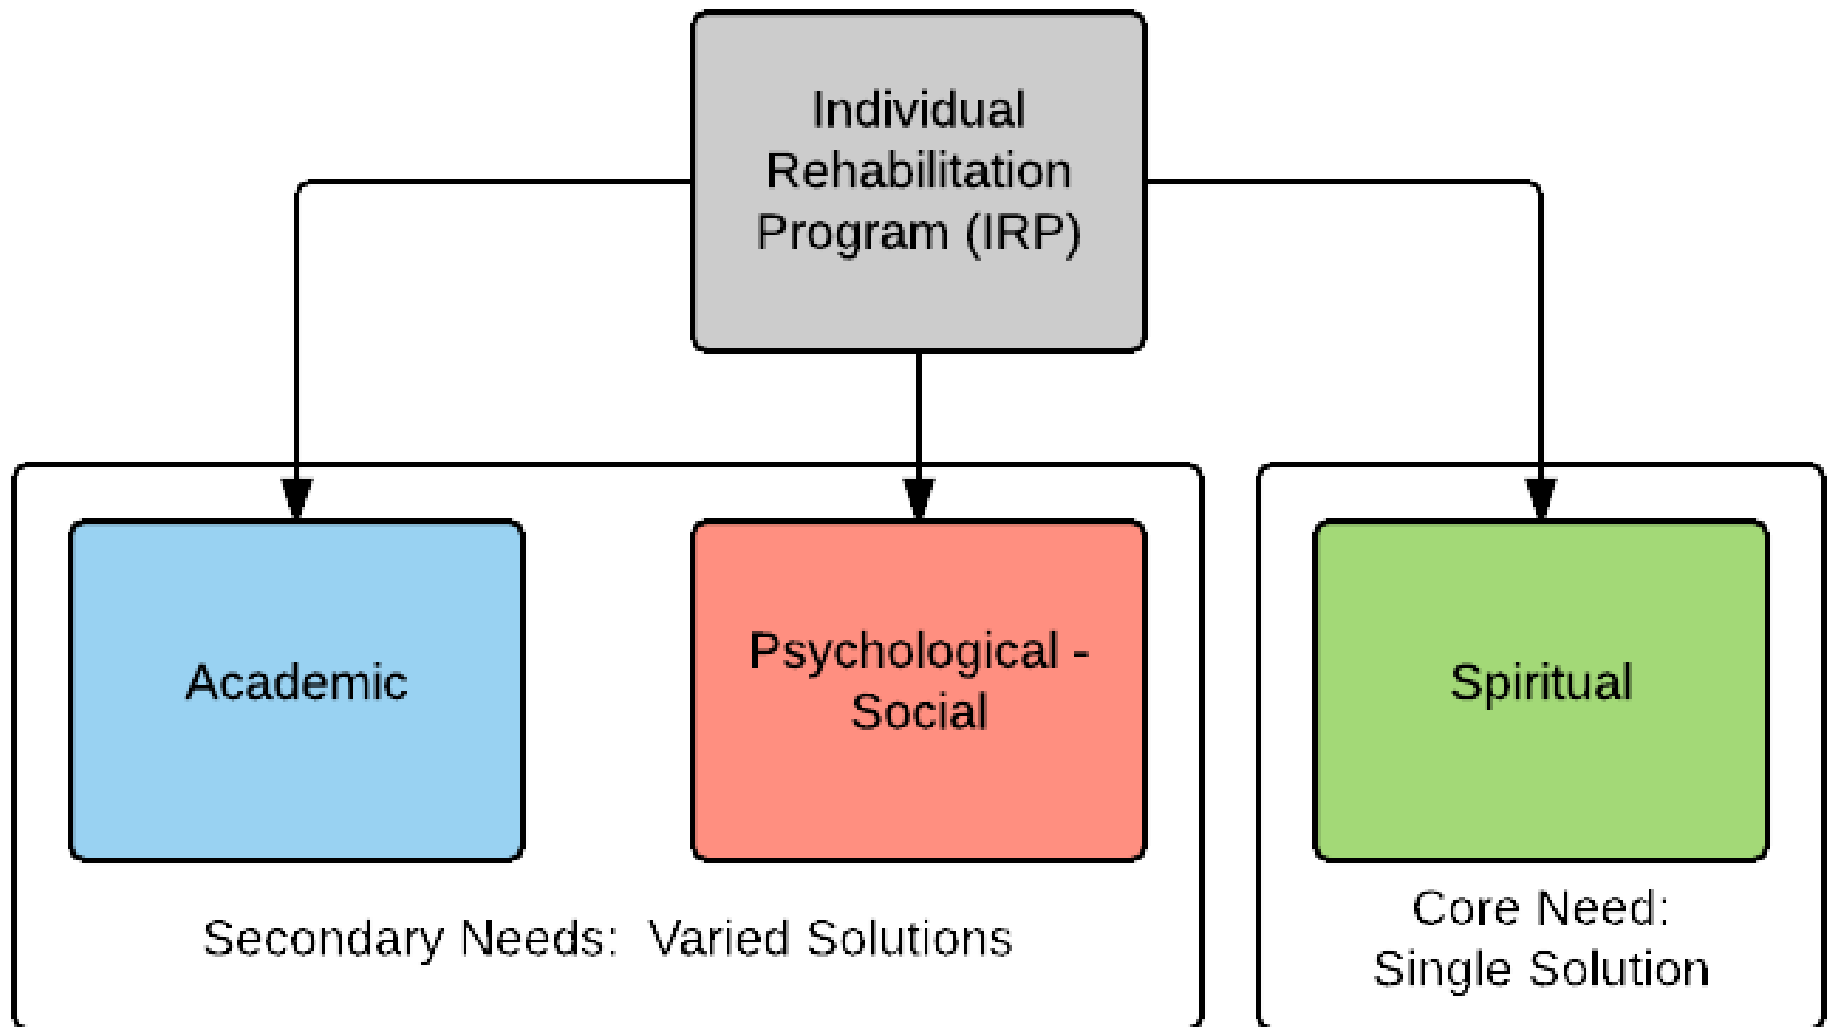 Individual
Rehabilitation
Program (IRP)
Academic
Psychological -
Social
Spiritual
Secondary Needs:  Varied Solutions
Core Need:
Single Solution